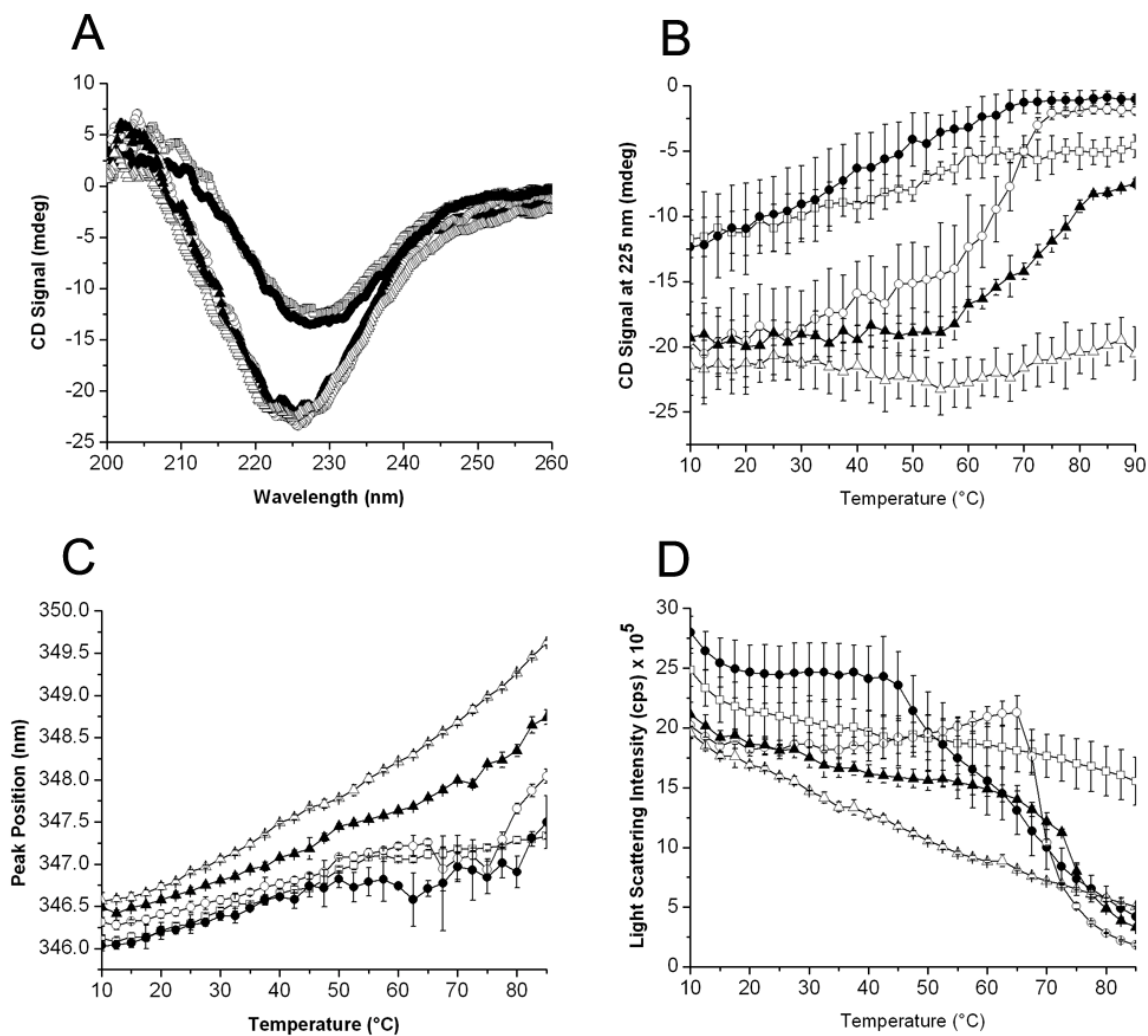 A
10
5
0
-5
-10
-15
-20
-25
CD Signal (mdeg)
200 210 220 230 240 250 260
Wavelength (nm)
B
0
-5
-10
-15
-20
-25
CD Signal at 225 nm (mdeg)
10 20 30 40 50 60 70 80 90
Temperature (°C)
C
350.0
349.5
349.0
348.5
348.0
347.5
347.0
346.5
346.0
Peak Position (nm)
10 20 30 40 50 60 70 80
Temperature (°C)
D
30
25
20
15
10
5
0
Light Scattering Intensity (cps) x 10⁵
10 20 30 40 50 60 70 80
Temperature (°C)